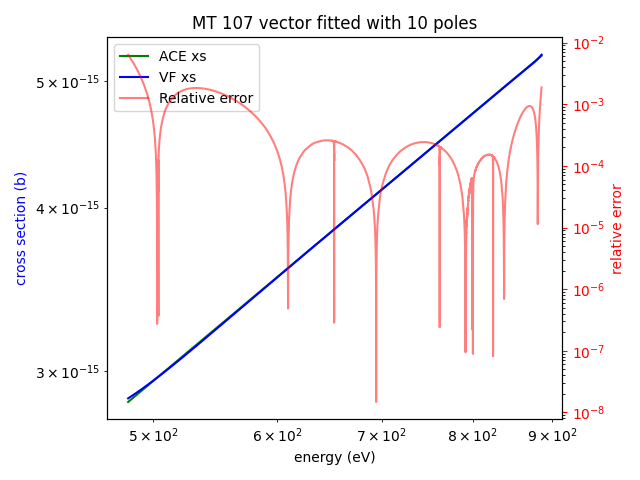 MT 107 vector fitted with 10 poles
ACE xs
VF xs
Relative error
cross section (b)
5 × 10⁻¹⁵
4 × 10⁻¹⁵
3 × 10⁻¹⁵
10⁻²
10⁻³
10⁻⁴
10⁻⁵
10⁻⁶
10⁻⁷
10⁻⁸
relative error
5 × 10² 6 × 10² 7 × 10² 8 × 10² 9 × 10²
energy (eV)